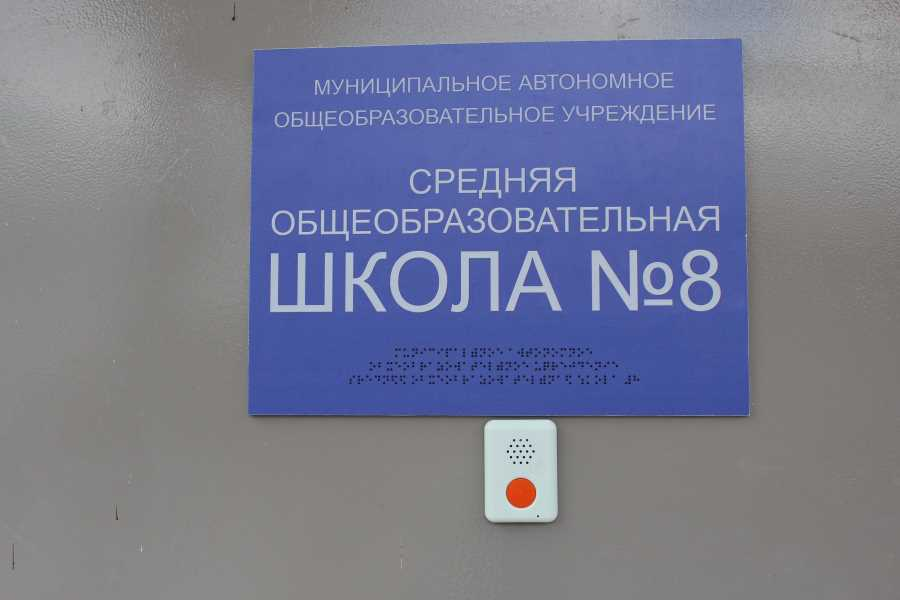 МУНИЦИПАЛЬНОЕ АВТОНОМНОЕ
ОБЩЕОБРАЗОВАТЕЛЬНОЕ УЧРЕЖДЕНИЕ
СРЕДНЯЯ
ОБЩЕОБРАЗОВАТЕЛЬНАЯ
ШКОЛА №8